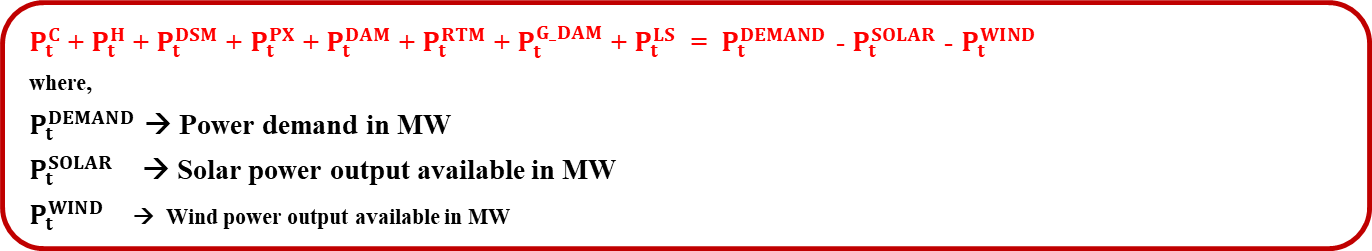 P_t^C + P_t^H + P_t^DSM + P_t^PX + P_t^DAM + P_t^RTM + P_t^G_DAM + P_t^LS = P_t^DEMAND - P_t^SOLAR - P_t^WIND
where,
P_t^DEMAND → Power demand in MW
P_t^SOLAR → Solar power output available in MW
P_t^WIND → Wind power output available in MW